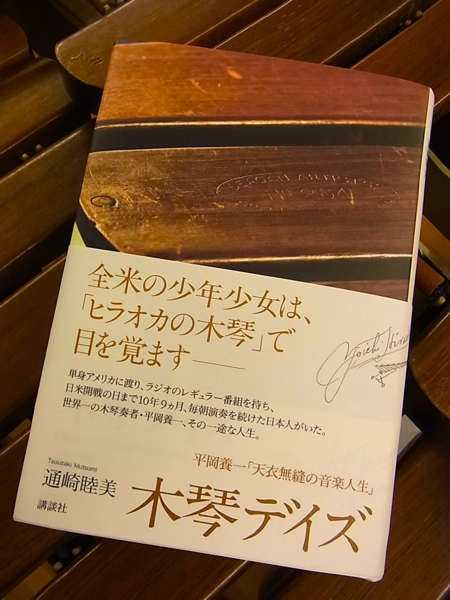 全米の少年少女は、
「ヒラオカの木琴」で
目を覚ます——
単身アメリカに渡り、ラジオのレギュラー番組を持ち、
日米開戦の日まで10年9ヵ月、毎朝演奏を続けた日本人がいた。
世界一の木琴奏者・平岡養一、その一途な人生。
平岡養一「天衣無縫の音楽人生」
Tsuuzaki Mutsumi
通崎睦美
木琴デイズ
講談社